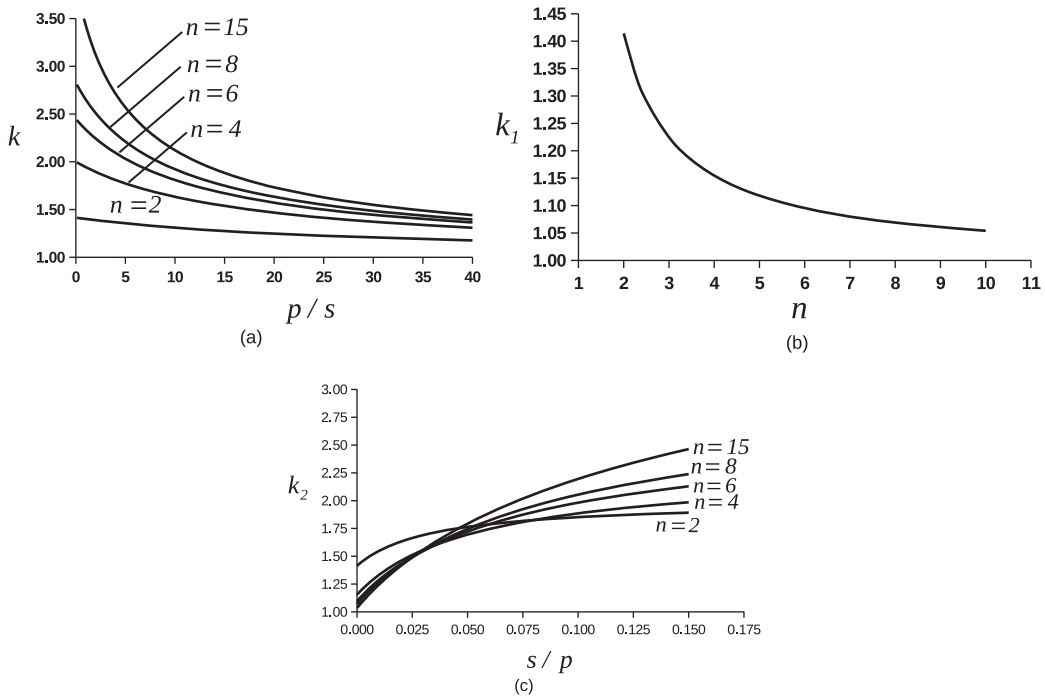 3.50
3.00
2.50
2.00
1.50
1.00
k
n = 15
n = 8
n = 6
n = 4
n = 2
0 5 10 15 20 25 30 35 40
p / s
(a)
1.45
1.45
1.35
1.30
1.25
1.20
1.15
1.10
1.05
1.00
k1
1 2 3 4 5 6 7 8 9 10 11
n
(b)
3.00
2.75
2.50
2.25
2.00
1.75
1.50
1.25
1.00
k2
n = 15
n = 8
n = 6
n = 4
n = 2
0.000 0.025 0.050 0.075 0.100 0.125 0.150 0.175
s / p
(c)